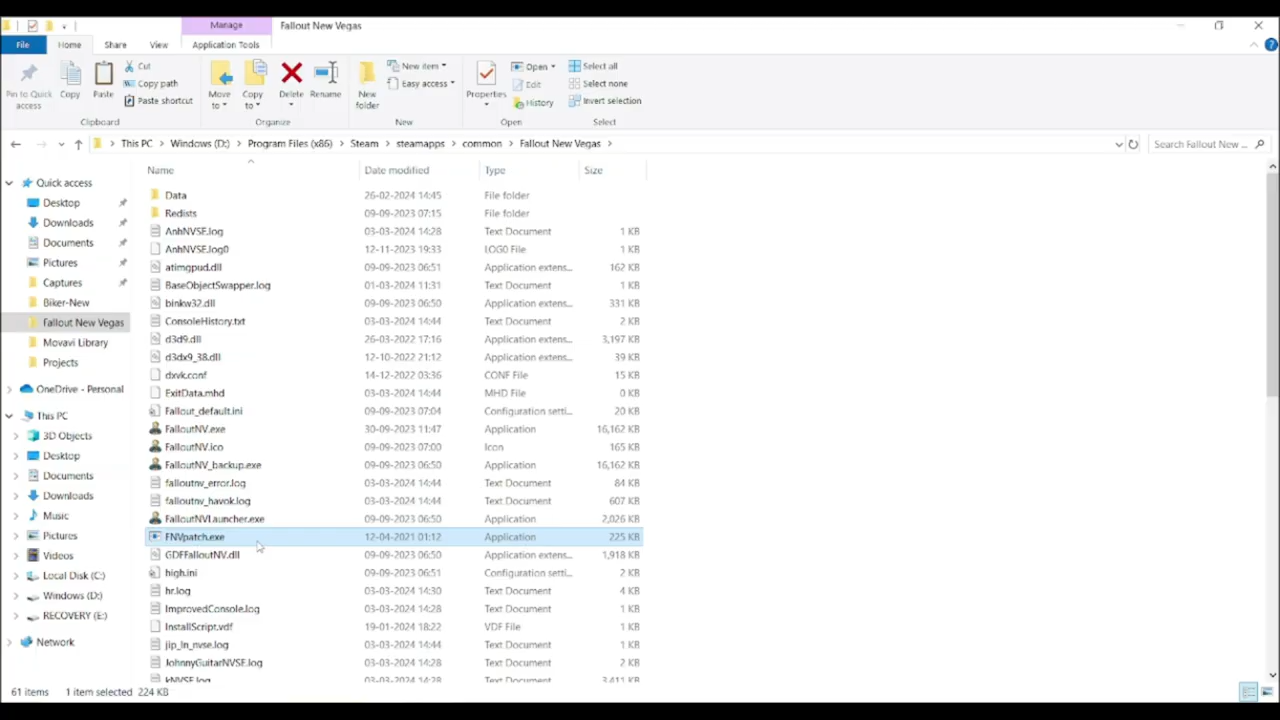 Manage
Fallout New Vegas
File
Home
Share
View
Application Tools
Pin to Quick access
Copy
Paste
Cut
Copy path
Paste shortcut
Clipboard
Move to
Copy to
Delete
Rename
Organize
New folder
New item
Easy access
New
Properties
Open
Edit
History
Open
Select all
Select none
Invert selection
Select
This PC > Windows (D:) > Program Files (x86) > Steam > steamapps > common > Fallout New Vegas >
Search Fallout New ...
Name Date modified Type Size
Quick access
Desktop
Downloads
Documents
Pictures
Captures
Biker-New
Fallout New Vegas
Movavi Library
Projects
OneDrive - Personal
This PC
3D Objects
Desktop
Documents
Downloads
Music
Pictures
Videos
Local Disk (C:)
Windows (D:)
RECOVERY (E:)
Network
Data 26-02-2024 14:45 File folder
Redists 09-09-2023 07:15 File folder
AnhNVSE.log 03-03-2024 14:28 Text Document 1 KB
AnhNVSE.log0 12-11-2023 19:33 LOG0 File 1 KB
atimgpud.dll 09-09-2023 06:51 Application extens... 162 KB
BaseObjectSwapper.log 01-03-2024 11:31 Text Document 1 KB
binkw32.dll 09-09-2023 06:50 Application extens... 331 KB
ConsoleHistory.txt 03-03-2024 14:44 Text Document 2 KB
d3d9.dll 26-03-2022 17:16 Application extens... 3,197 KB
d3dx9_38.dll 12-10-2022 21:12 Application extens... 39 KB
dxvk.conf 14-12-2022 03:36 CONF File 15 KB
ExitData.mhd 03-03-2024 14:44 MHD File 0 KB
Fallout_default.ini 09-09-2023 07:04 Configuration setti... 20 KB
FalloutNV.exe 30-09-2023 11:47 Application 16,162 KB
FalloutNV.ico 09-09-2023 07:00 Icon 165 KB
FalloutNV_backup.exe 09-09-2023 06:50 Application 16,162 KB
falloutnv_error.log 03-03-2024 14:44 Text Document 84 KB
falloutnv_havok.log 03-03-2024 14:44 Text Document 607 KB
FalloutNVLauncher.exe 09-09-2023 06:50 Application 2,026 KB
FNVpatch.exe 12-04-2021 01:12 Application 225 KB
GDFFalloutNV.dll 09-09-2023 06:50 Application extens... 1,918 KB
high.ini 09-09-2023 06:51 Configuration setti... 2 KB
hr.log 03-03-2024 14:30 Text Document 4 KB
ImprovedConsole.log 03-03-2024 14:28 Text Document 1 KB
InstallScript.vdf 19-01-2024 18:22 VDF File 1 KB
jip_ln_nvse.log 03-03-2024 14:44 Text Document 1 KB
JohnnyGuitarNVSE.log 03-03-2024 14:28 Text Document 2 KB
kNVSE.log 03-03-2024 14:28 Text Document 3,411 KB
61 items 1 item selected 224 KB